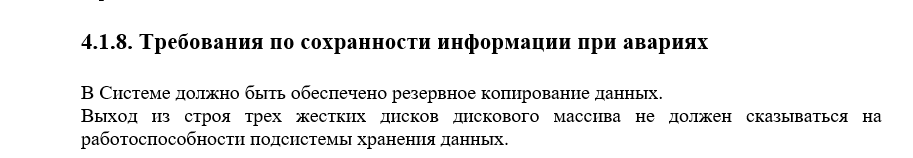 4.1.8. Требования по сохранности информации при авариях
В Системе должно быть обеспечено резервное копирование данных.
Выход из строя трех жестких дисков дискового массива не должен сказываться на
работоспособности подсистемы хранения данных.